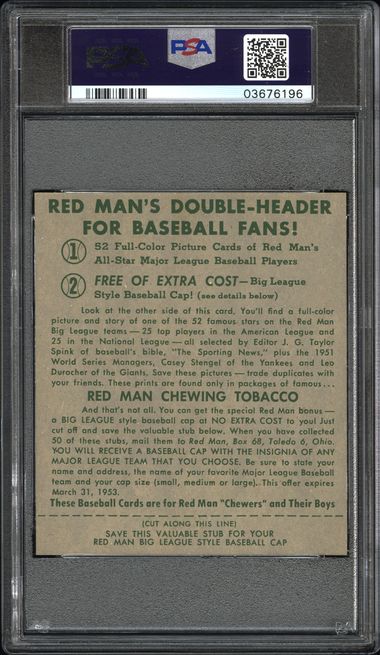 PSA
PSA
03676196
RED MAN'S DOUBLE-HEADER
FOR BASEBALL FANS!
1 52 Full-Color Picture Cards of Red Man's
All-Star Major League Baseball Players
2 FREE OF EXTRA COST—Big League
Style Baseball Cap! (see details below)
Look at the other side of this card. You'll find a full-color
picture and story of one of the 52 famous stars on the Red Man
Big League teams—25 top players in the American League and
25 in the National League—all selected by Editor J. G. Taylor
Spink of baseball's bible, "The Sporting News," plus the 1951
World Series Managers, Casey Stengel of the Yankees and Leo
Durocher of the Giants. Save these pictures—trade duplicates with
your friends. These prints are found only in packages of famous...
RED MAN CHEWING TOBACCO
And that's not all. You can get the special Red Man bonus—
a BIG LEAGUE style baseball cap at NO EXTRA COST to you! Just
cut off and save the valuable stub below. When you have collected
50 of these stubs, mail them to Red Man, Box 68, Toledo 6, Ohio.
YOU WILL RECEIVE A BASEBALL CAP WITH THE INSIGNIA OF ANY
MAJOR LEAGUE TEAM THAT YOU CHOOSE. Be sure to state your
name and address, the name of your favorite Major League Baseball
team and your cap size (small, medium or large). This offer expires
March 31, 1953.
These Baseball Cards are for Red Man "Chewers" and Their Boys
(CUT ALONG THIS LINE)
SAVE THIS VALUABLE STUB FOR YOUR
RED MAN BIG LEAGUE STYLE BASEBALL CAP